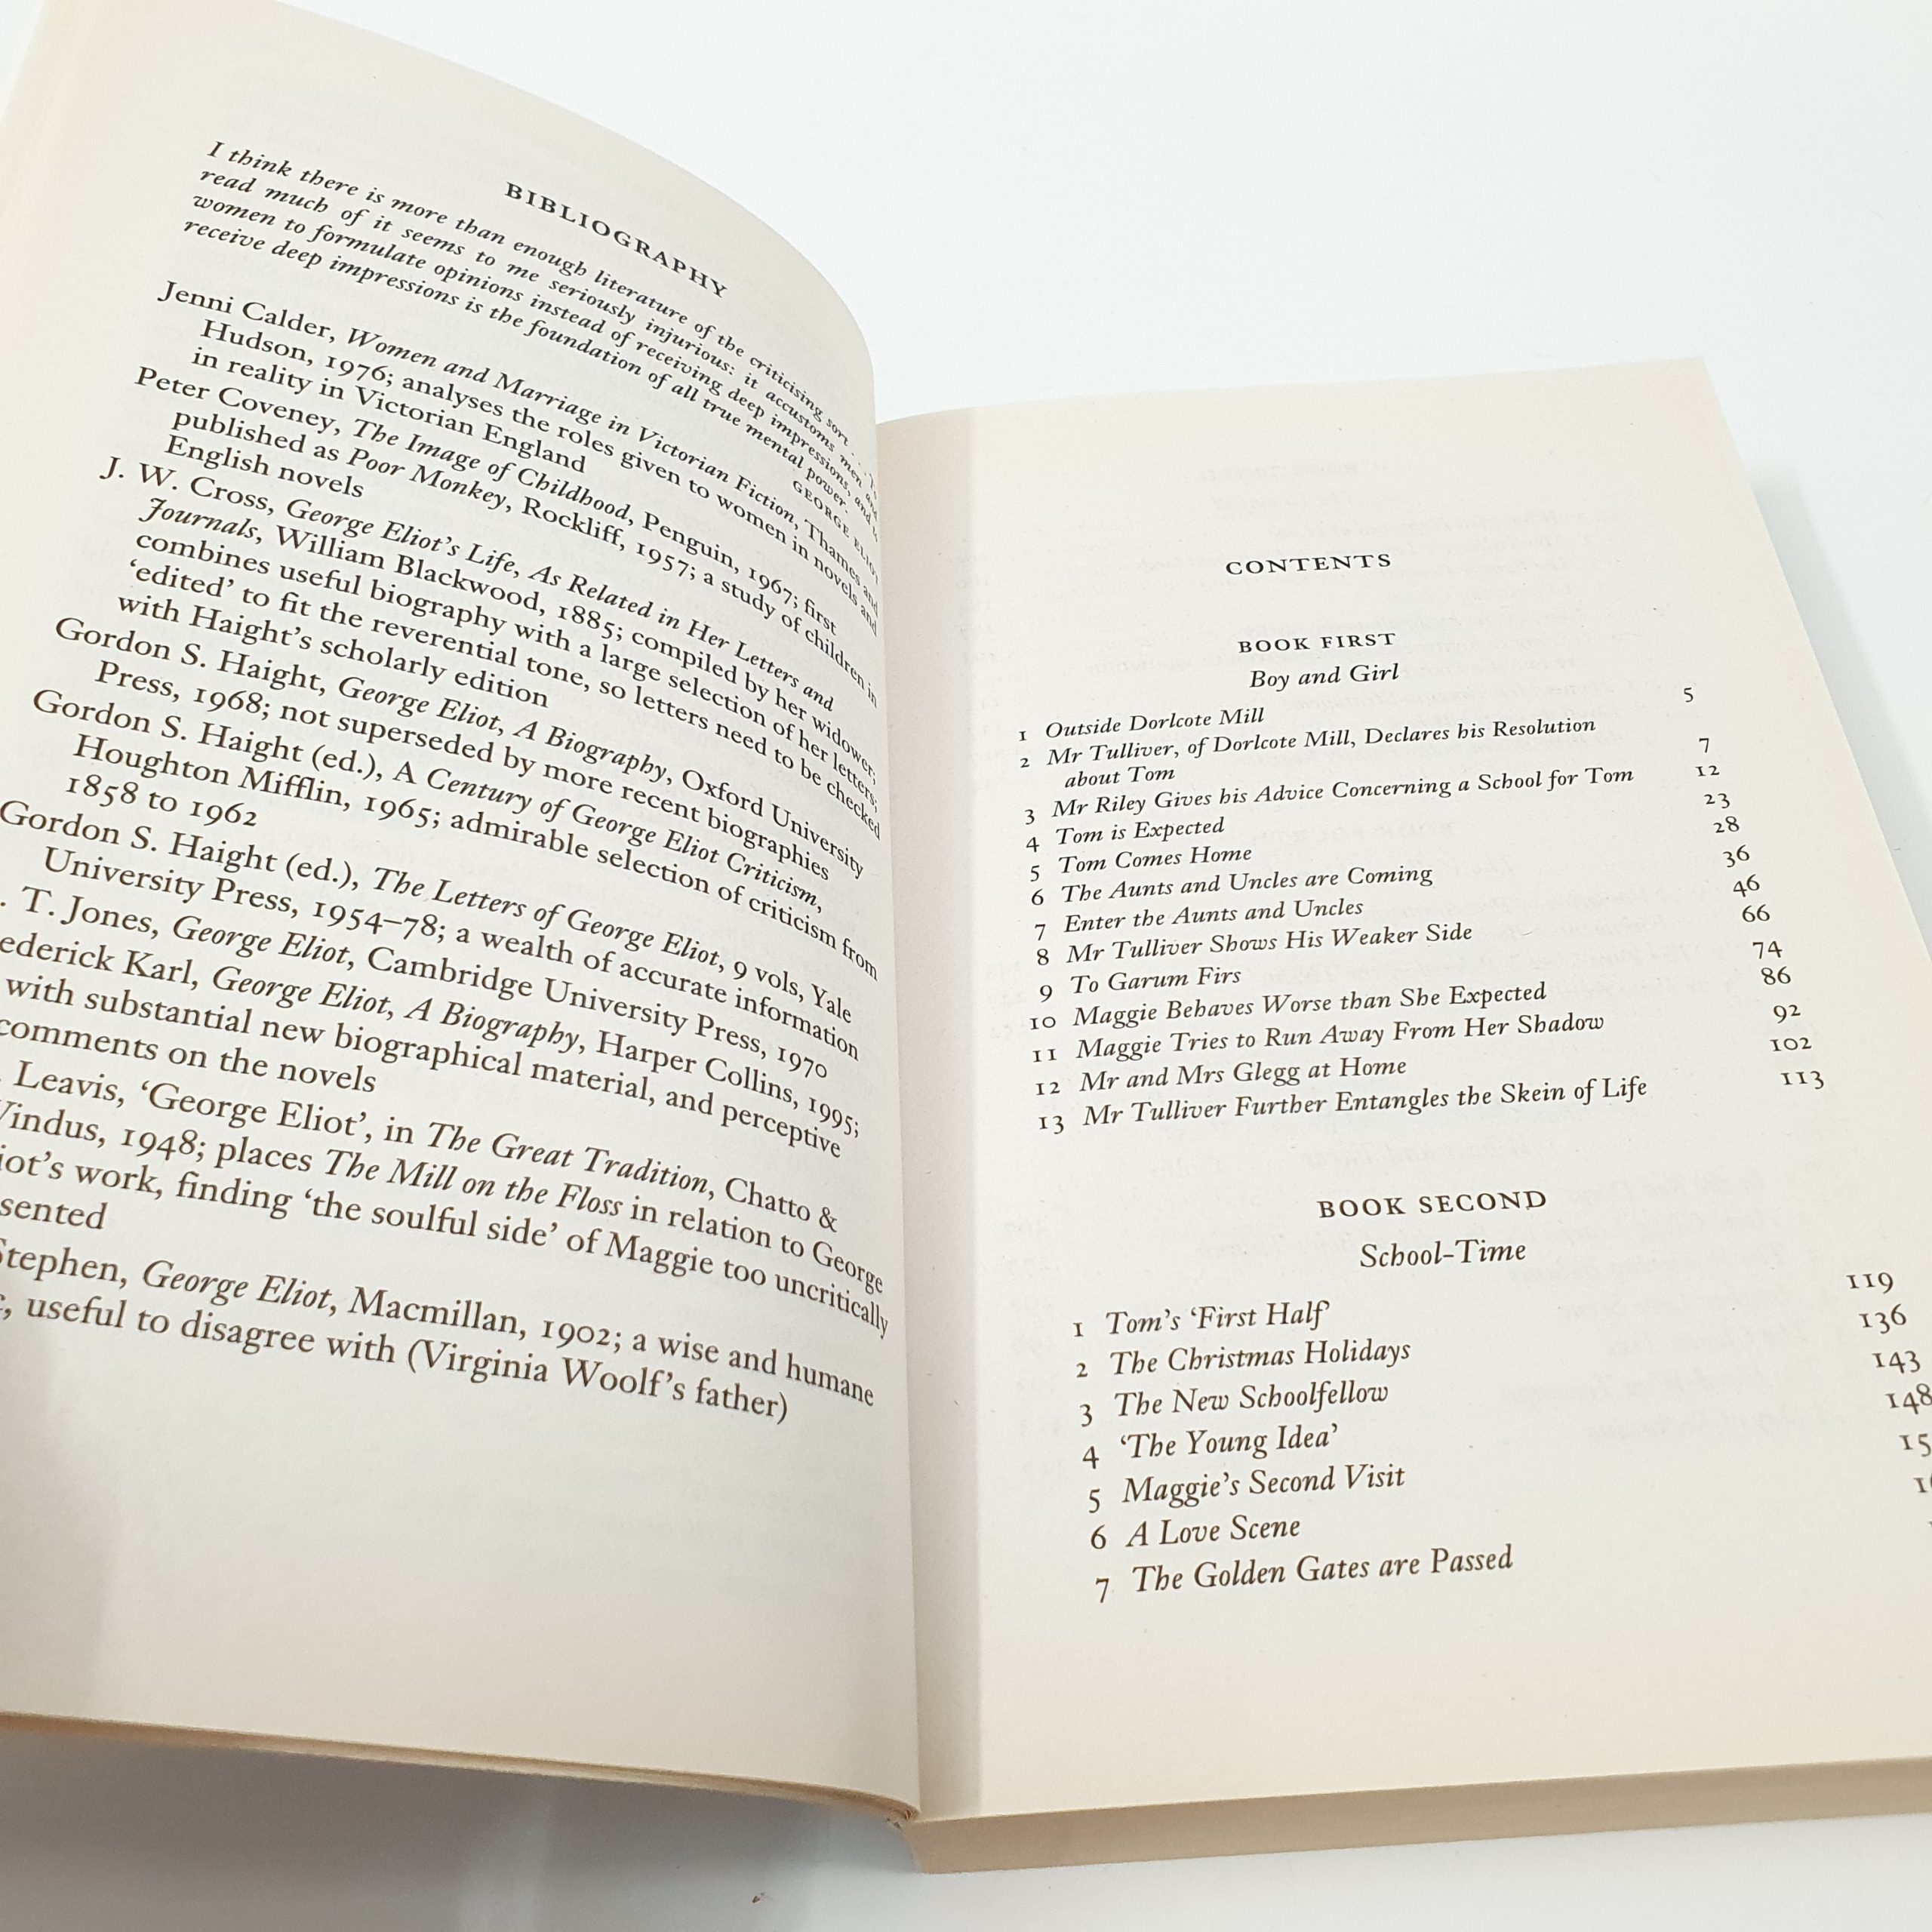 BIBLIOGRAPHY
I think there is more than enough literature of the criticising sort . . . To
read much of it seems to me seriously injurious: it accustoms men and
women to formulate opinions instead of receiving deep impressions, and to
receive deep impressions is the foundation of all true mental power.
GEORGE ELIOT
Jenni Calder, Women and Marriage in Victorian Fiction, Thames and
Hudson, 1976; analyses the roles given to women in novels and
in reality in Victorian England
Peter Coveney, The Image of Childhood, Penguin, 1967; first
published as Poor Monkey, Rockliff, 1957; a study of children in
English novels
J. W. Cross, George Eliot's Life, As Related in Her Letters and
Journals, William Blackwood, 1885; compiled by her widower;
combines useful biography with a large selection of her letters;
'edited' to fit the reverential tone, so letters need to be checked
with Haight's scholarly edition
Gordon S. Haight, George Eliot, A Biography, Oxford University
Press, 1968; not superseded by more recent biographies
Gordon S. Haight (ed.), A Century of George Eliot Criticism,
Houghton Mifflin, 1965; admirable selection of criticism from
1858 to 1962
Gordon S. Haight (ed.), The Letters of George Eliot, 9 vols, Yale
University Press, 1954–78; a wealth of accurate information
. T. Jones, George Eliot, Cambridge University Press, 1970
ederick Karl, George Eliot, A Biography, Harper Collins, 1995;
with substantial new biographical material, and perceptive
comments on the novels
. Leavis, 'George Eliot', in The Great Tradition, Chatto &
Vindus, 1948; places The Mill on the Floss in relation to George
iot's work, finding 'the soulful side' of Maggie too uncritically
sented
Stephen, George Eliot, Macmillan, 1902; a wise and humane
, useful to disagree with (Virginia Woolf's father)
CONTENTS
BOOK FIRST
Boy and Girl
1 Outside Dorlcote Mill 5
2 Mr Tulliver, of Dorlcote Mill, Declares his Resolution
about Tom 7
3 Mr Riley Gives his Advice Concerning a School for Tom 12
4 Tom is Expected 23
5 Tom Comes Home 28
6 The Aunts and Uncles are Coming 36
7 Enter the Aunts and Uncles 46
8 Mr Tulliver Shows His Weaker Side 66
9 To Garum Firs 74
10 Maggie Behaves Worse than She Expected 86
11 Maggie Tries to Run Away From Her Shadow 92
12 Mr and Mrs Glegg at Home 102
13 Mr Tulliver Further Entangles the Skein of Life 113
BOOK SECOND
School-Time
1 Tom's 'First Half' 119
2 The Christmas Holidays 136
3 The New Schoolfellow 143
4 'The Young Idea' 148
5 Maggie's Second Visit 15
6 A Love Scene
7 The Golden Gates are Passed